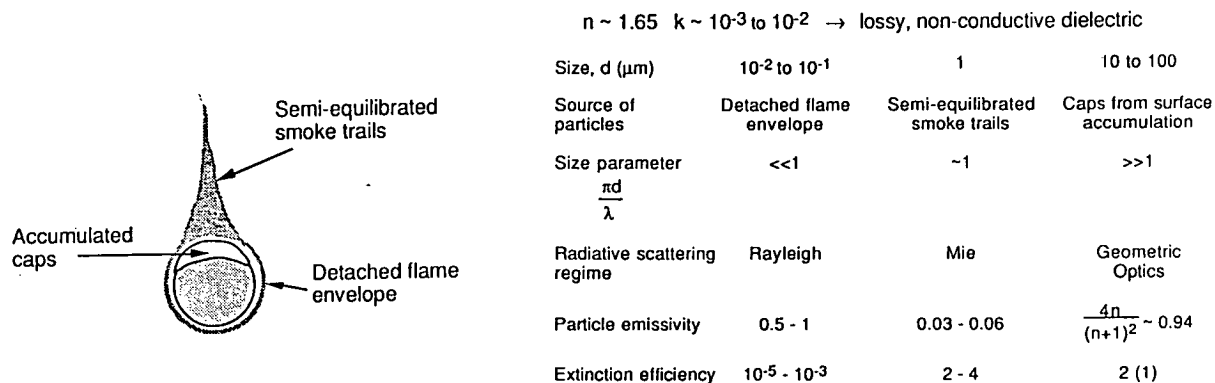 Semi-equilibrated
smoke trails
Accumulated
caps
Detached flame
envelope
n ~ 1.65 k ~ 10⁻³ to 10⁻² → lossy, non-conductive dielectric
Size, d (μm) 10⁻² to 10⁻¹ 1 10 to 100
Source of Detached flame Semi-equilibrated Caps from surface
particles envelope smoke trails accumulation
Size parameter <<1 ~1 >>1
πd
λ
Radiative scattering Rayleigh Mie Geometric
regime Optics
Particle emissivity 0.5 - 1 0.03 - 0.06 4n/(n+1)² ~ 0.94
Extinction efficiency 10⁻⁵ - 10⁻³ 2 - 4 2 (1)